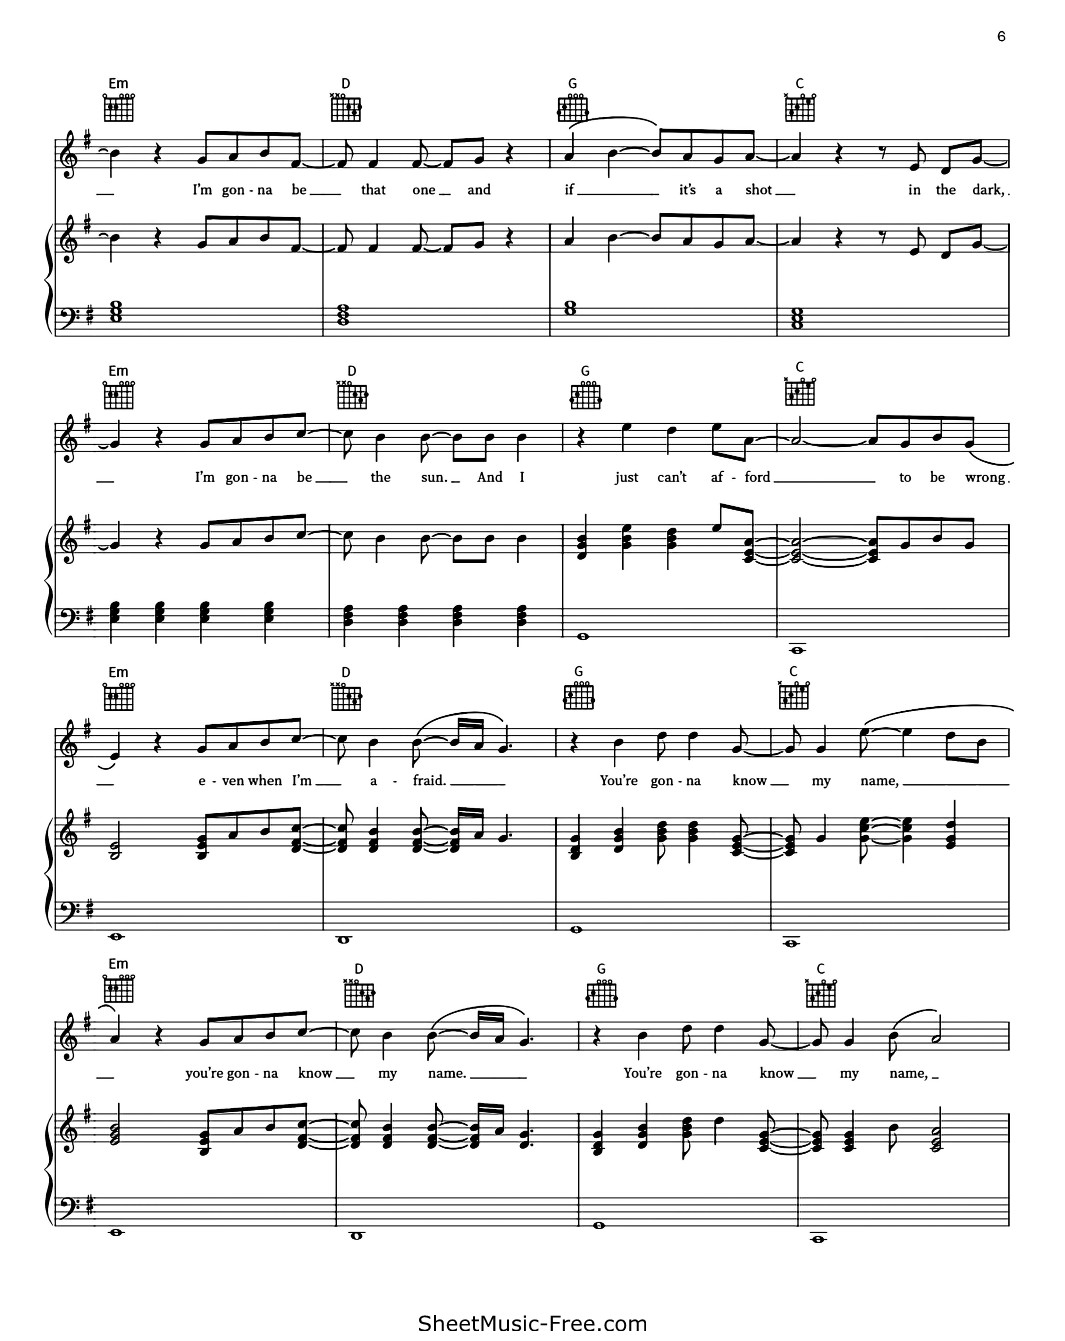 6
Em D G C
I'm gon - na be that one and if it's a shot in the dark,
Em D G C
I'm gon - na be the sun. And I just can't af - ford to be wrong
Em D G C
e - ven when I'm a - fraid. You're gon - na know my name,
Em D G C
you're gon - na know my name. You're gon - na know my name,
SheetMusic-Free.com